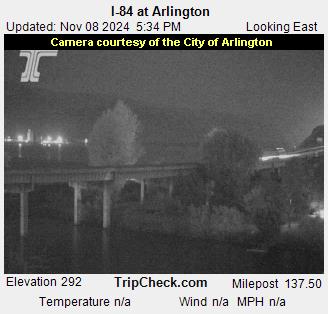 I-84 at Arlington
Updated: Nov 08 2024 5:34 PM Looking East
Camera courtesy of the City of Arlington
Elevation 292 TripCheck.com Milepost 137.50
Temperature n/a Wind n/a MPH n/a